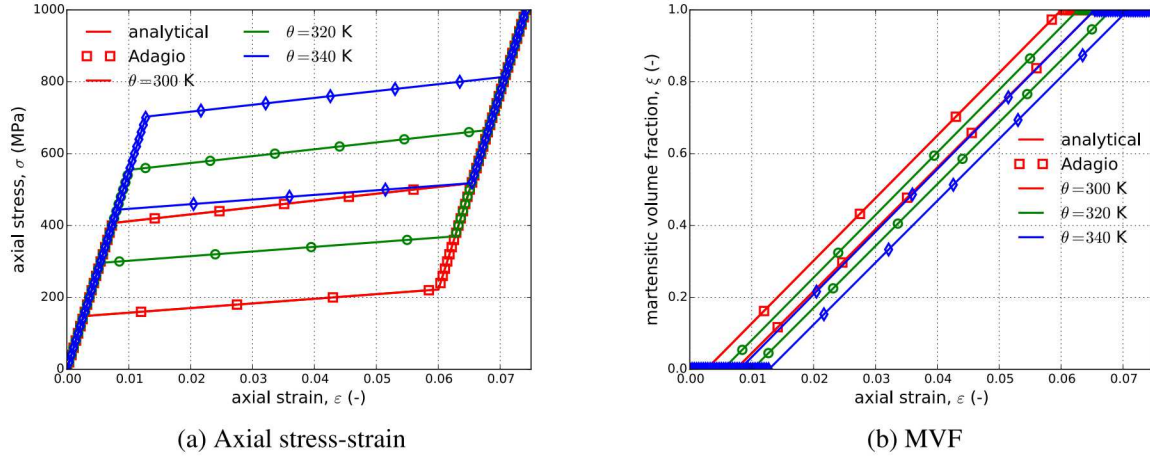 1000
800
600
400
200
0
axial stress, σ (MPa)
analytical
Adagio
θ=300 K
θ=320 K
θ=340 K
0.00 0.01 0.02 0.03 0.04 0.05 0.06 0.07
axial strain, ε (-)
(a) Axial stress-strain
1.0
0.8
0.6
0.4
0.2
0.0
martensitic volume fraction, ξ (-)
analytical
Adagio
θ=300 K
θ=320 K
θ=340 K
0.00 0.01 0.02 0.03 0.04 0.05 0.06 0.07
axial strain, ε (-)
(b) MVF